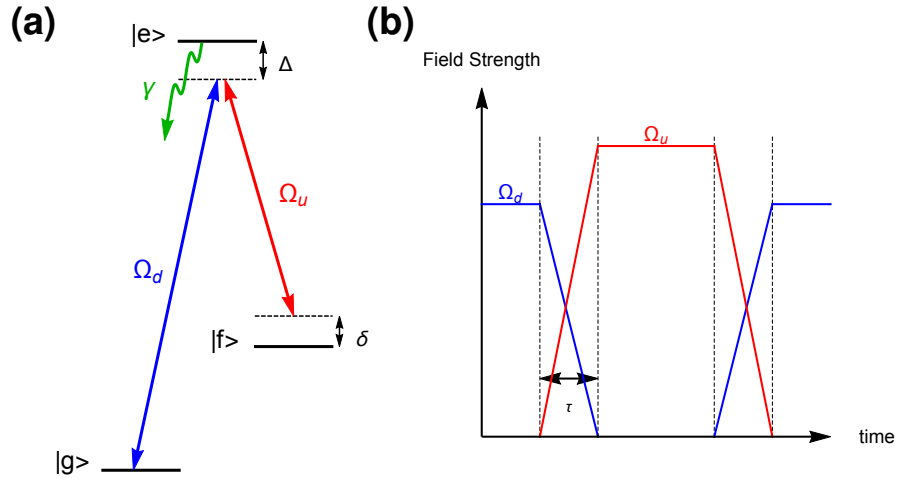 (a)
|e>
Δ
γ
Ω_u
Ω_d
|f>
δ
|g>
(b)
Field Strength
Ω_u
Ω_d
τ
time